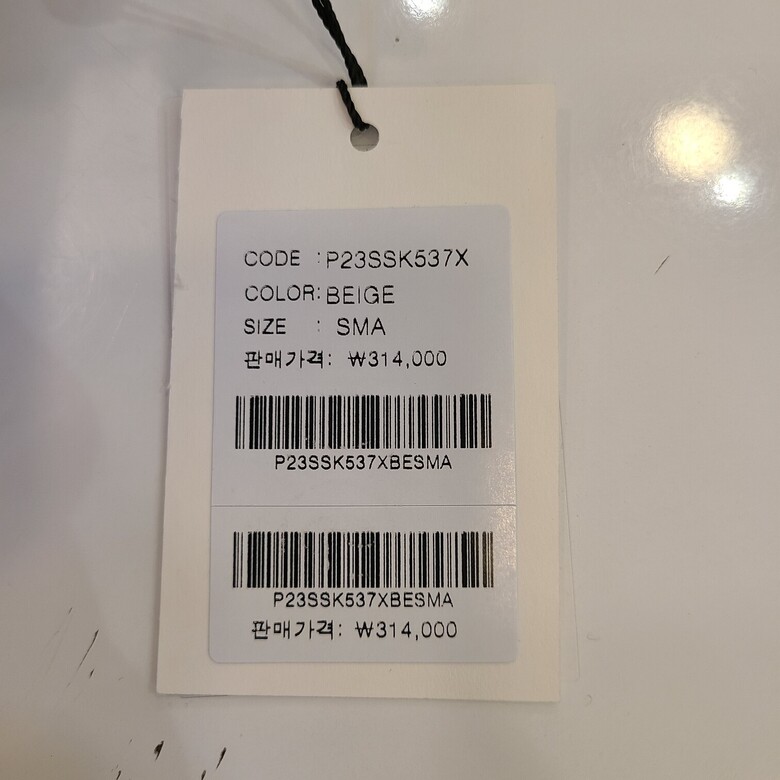 CODE : P23SSK537X
COLOR: BEIGE
SIZE : SMA
판매가격: ₩314,000
P23SSK537XBESMA
P23SSK537XBESMA
판매가격: ₩314,000